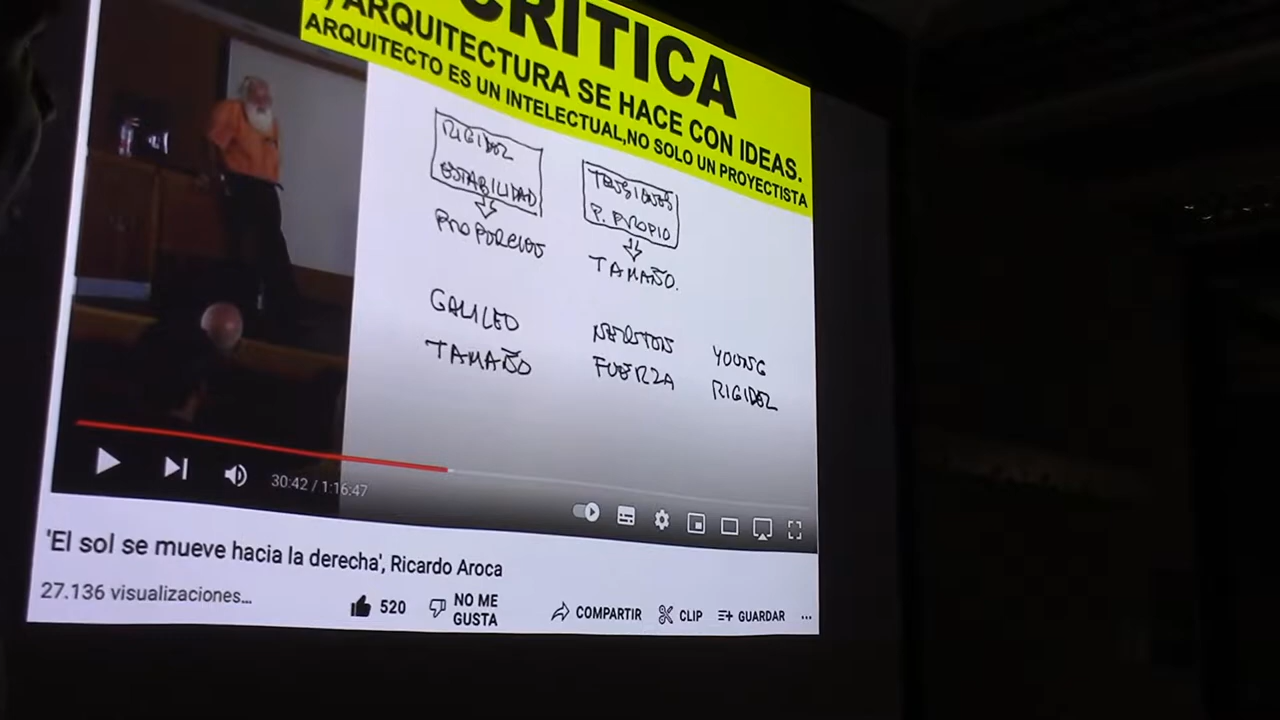 CRITICA
ARQUITECTURA SE HACE CON IDEAS.
ARQUITECTO ES UN INTELECTUAL,NO SOLO UN PROYECTISTA
RIGIDEZ
ESTABILIDAD
PROPORCION
TENSIONES
P. PROPIO
TAMAÑO.
GALILEO
TAMAÑO
NEWTON
FUERZA
YOUNG
RIGIDEZ
30:42 / 1:16:47
'El sol se mueve hacia la derecha', Ricardo Aroca
27.136 visualizaciones...
520
NO ME
GUSTA
COMPARTIR
CLIP
GUARDAR
...